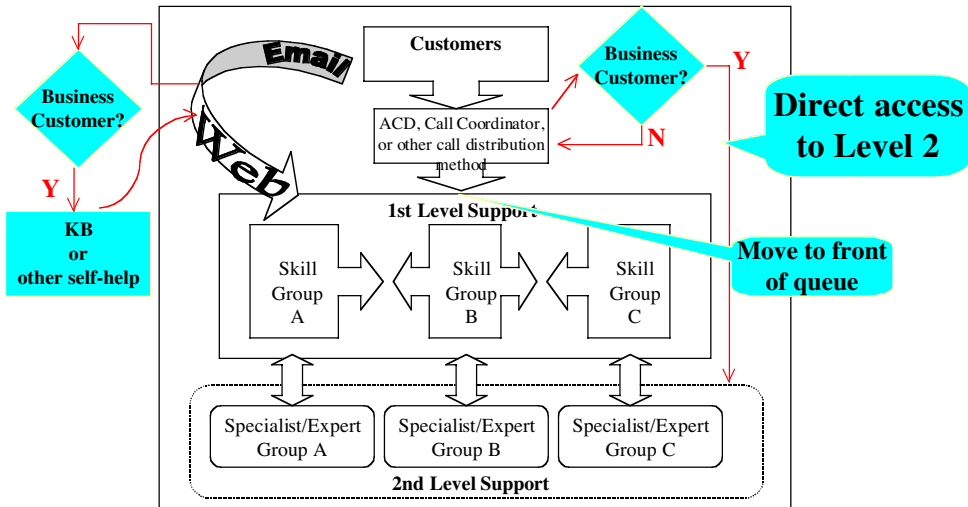 Email
Web
Customers
Business
Customer?
Y
N
Business
Customer?
Y
KB
or
other self-help
ACD, Call Coordinator,
or other call distribution
method
Direct access
to Level 2
1st Level Support
Move to front
of queue
Skill
Group
A
Skill
Group
B
Skill
Group
C
Specialist/Expert
Group A
Specialist/Expert
Group B
Specialist/Expert
Group C
2nd Level Support